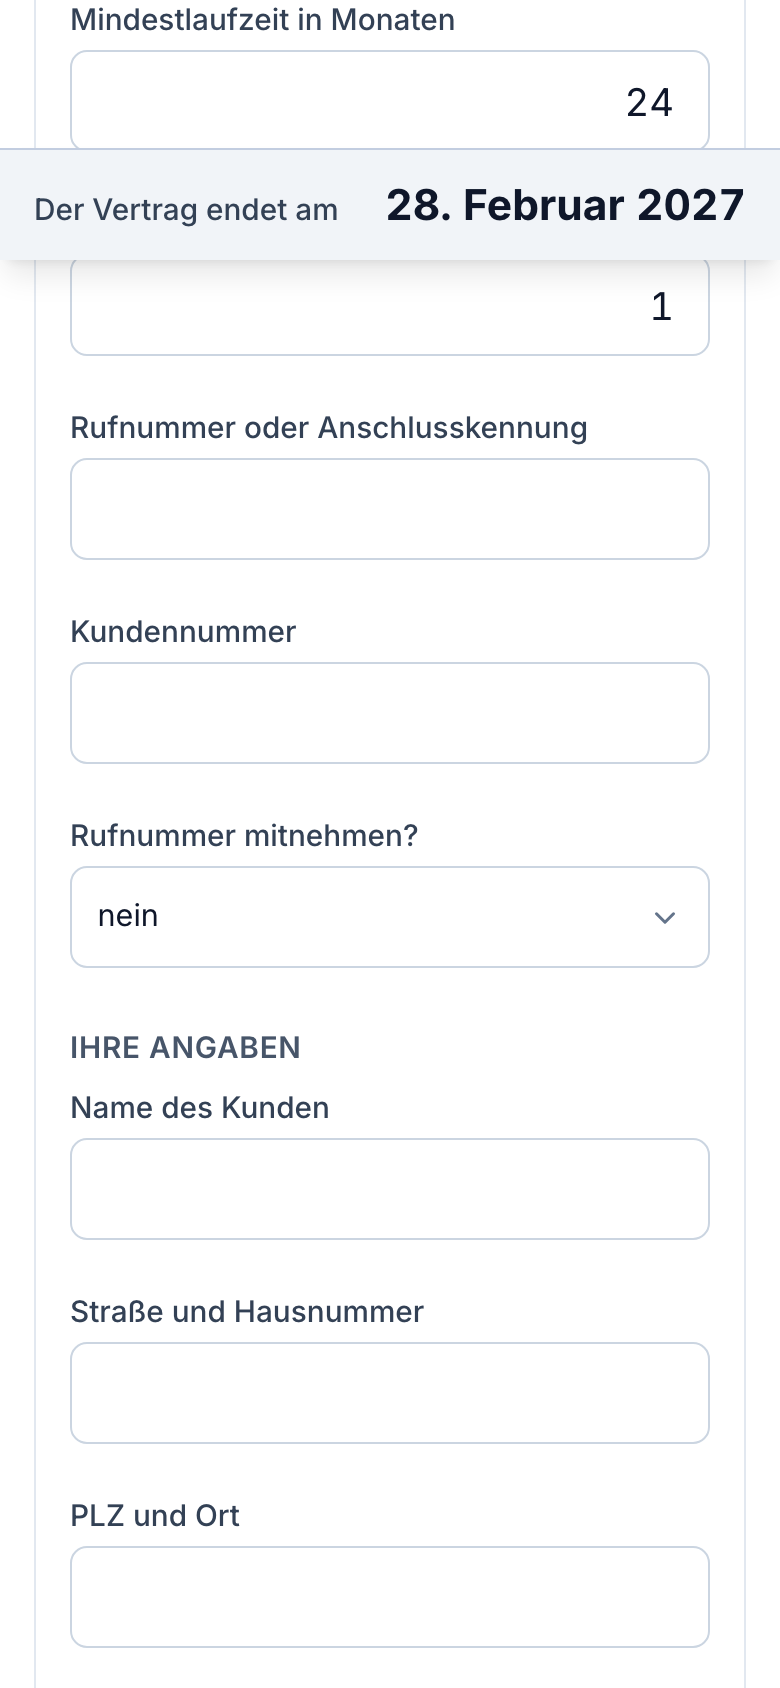 Mindestlaufzeit in Monaten
24
Der Vertrag endet am 28. Februar 2027
1
Rufnummer oder Anschlusskennung
Kundennummer
Rufnummer mitnehmen?
nein
IHRE ANGABEN
Name des Kunden
Straße und Hausnummer
PLZ und Ort